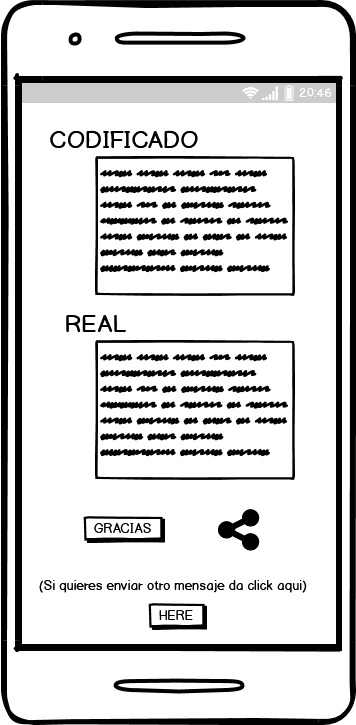 20:46
CODIFICADO
REAL
GRACIAS
(Si quieres enviar otro mensaje da click aqui)
HERE